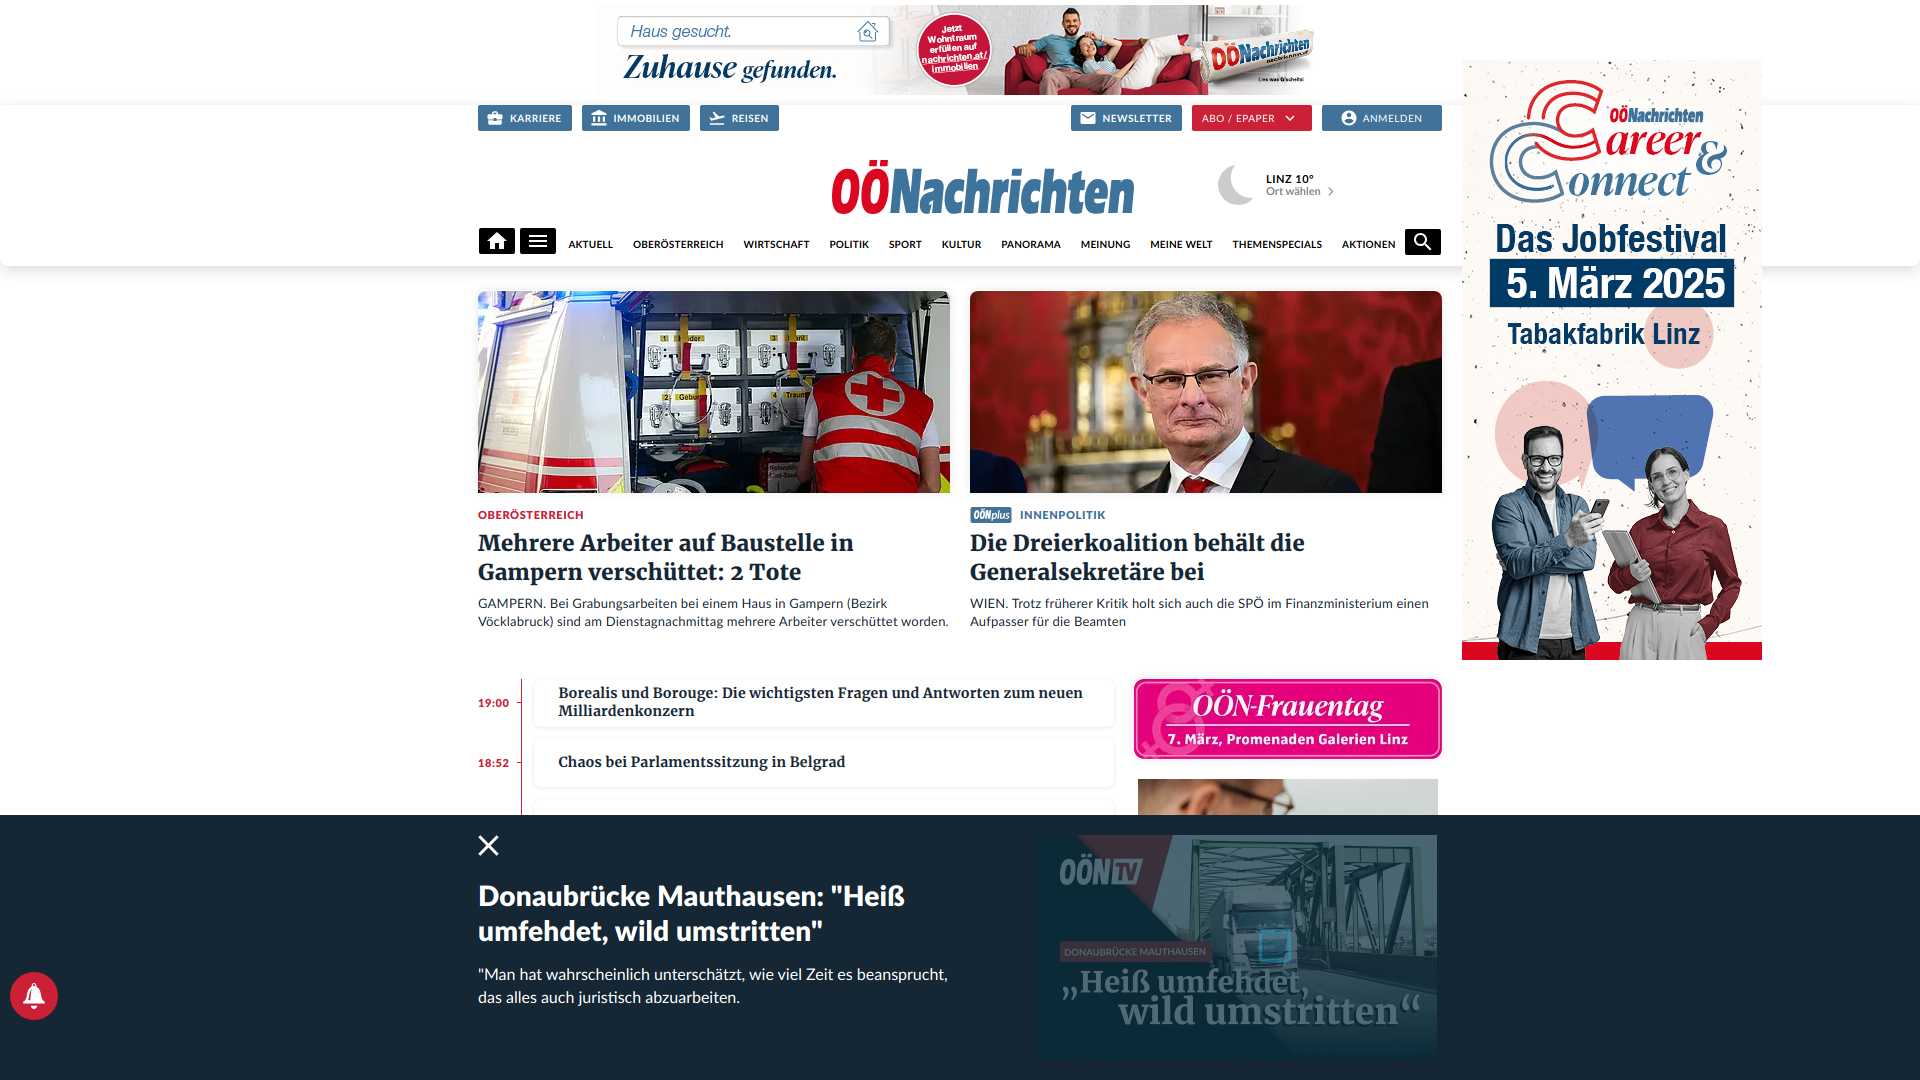 Haus gesucht.
Zuhause gefunden.
Jetzt
Wohntraum
erfüllen auf
nachrichten.at/
immobilien
OÖNachrichten
Lies was G'scheits!
KARRIERE
IMMOBILIEN
REISEN
NEWSLETTER
ABO / EPAPER
ANMELDEN
OÖNachrichten
LINZ 10°
Ort wählen
AKTUELL
OBERÖSTERREICH
WIRTSCHAFT
POLITIK
SPORT
KULTUR
PANORAMA
MEINUNG
MEINE WELT
THEMENSPECIALS
AKTIONEN
OÖNachrichten
Career &
Connect
Das Jobfestival
5. März 2025
Tabakfabrik Linz
OBERÖSTERREICH
Mehrere Arbeiter auf Baustelle in
Gampern verschüttet: 2 Tote
GAMPERN. Bei Grabungsarbeiten bei einem Haus in Gampern (Bezirk
Vöcklabruck) sind am Dienstagnachmittag mehrere Arbeiter verschüttet worden.
OÖNplus INNENPOLITIK
Die Dreierkoalition behält die
Generalsekretäre bei
WIEN. Trotz früherer Kritik holt sich auch die SPÖ im Finanzministerium einen
Aufpasser für die Beamten
19:00
Borealis und Borouge: Die wichtigsten Fragen und Antworten zum neuen
Milliardenkonzern
18:52
Chaos bei Parlamentssitzung in Belgrad
OÖN-Frauentag
7. März, Promenaden Galerien Linz
Donaubrücke Mauthausen: "Heiß
umfehdet, wild umstritten"
"Man hat wahrscheinlich unterschätzt, wie viel Zeit es beansprucht,
das alles auch juristisch abzuarbeiten.
OÖN TV
DONAUBRÜCKE MAUTHAUSEN
„Heiß umfehdet,
wild umstritten“